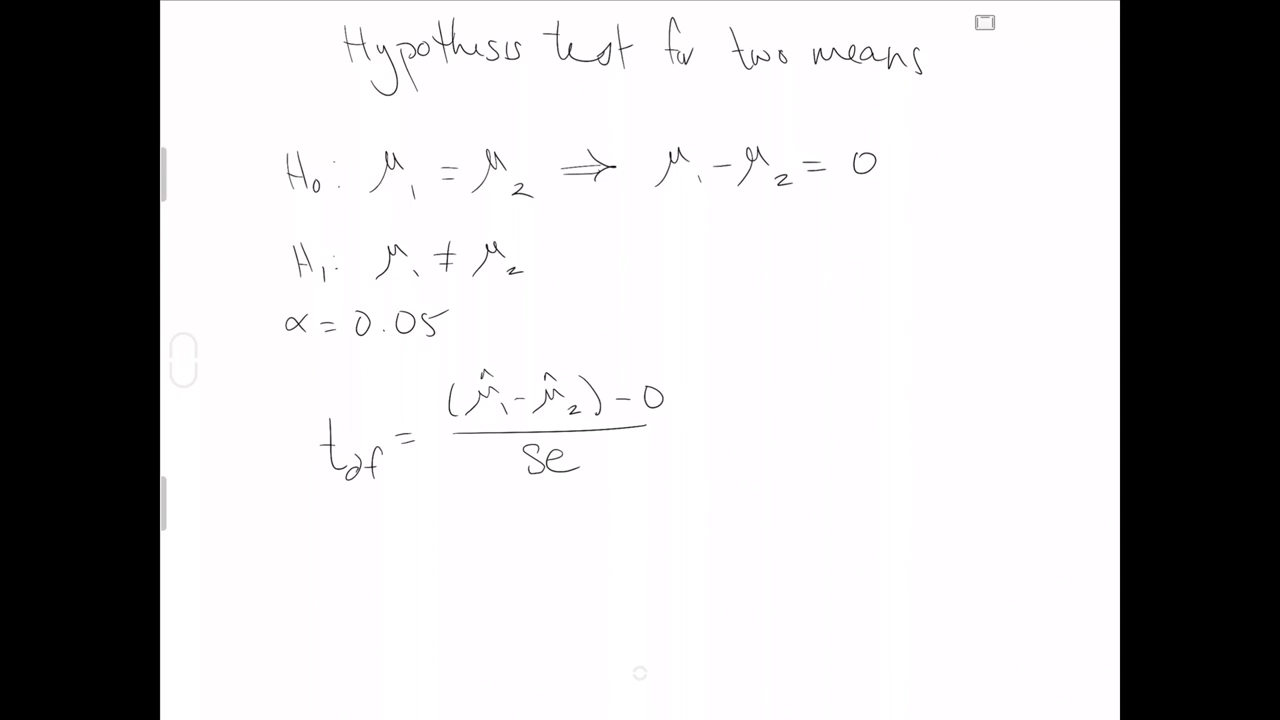 Hypothesis test for two means
H₀: μ₁ = μ₂ ⟹ μ₁ - μ₂ = 0
H₁: μ₁ ≠ μ₂
α = 0.05
t_df = ((μ̂₁ - μ̂₂) - 0) / se